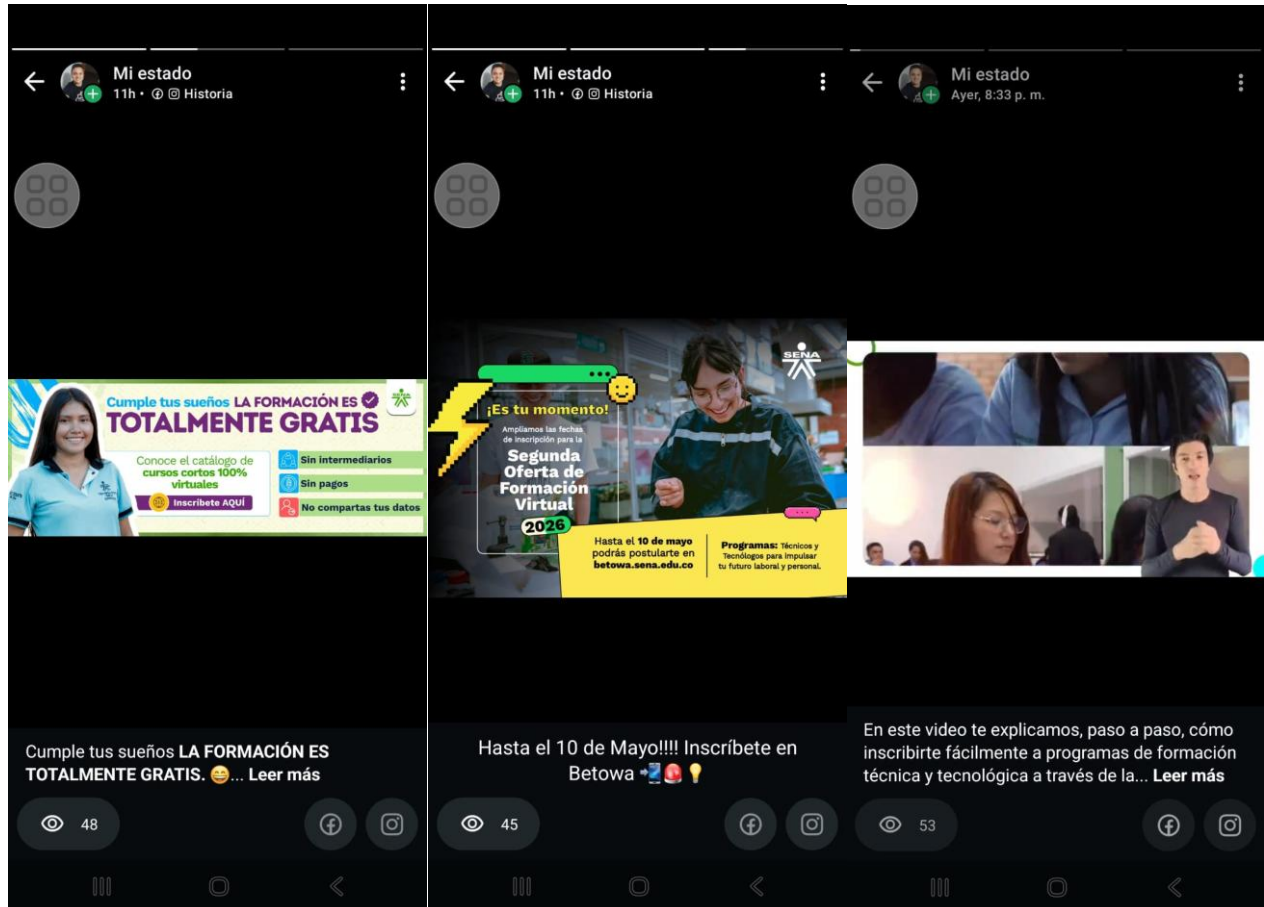 Mi estado
11h • Historia
Cumple tus sueños LA FORMACIÓN ES
TOTALMENTE GRATIS
Conoce el catálogo de
cursos cortos 100%
virtuales
Inscríbete AQUÍ
Sin intermediarios
Sin pagos
No compartas tus datos
Cumple tus sueños LA FORMACIÓN ES
TOTALMENTE GRATIS. 😄... Leer más
48
Mi estado
11h • Historia
SENA
¡Es tu momento!
Ampliamos las fechas
de inscripción para la
Segunda
Oferta de
Formación
Virtual
2026
Hasta el 10 de mayo
podrás postularte en
betowa.sena.edu.co
Programas: Técnicos y
Tecnólogos para impulsar
tu futuro laboral y personal.
Hasta el 10 de Mayo!!!! Inscríbete en
Betowa 📲🚨💡
45
Mi estado
Ayer, 8:33 p. m.
En este video te explicamos, paso a paso, cómo
inscribirte fácilmente a programas de formación
técnica y tecnológica a través de la... Leer más
53